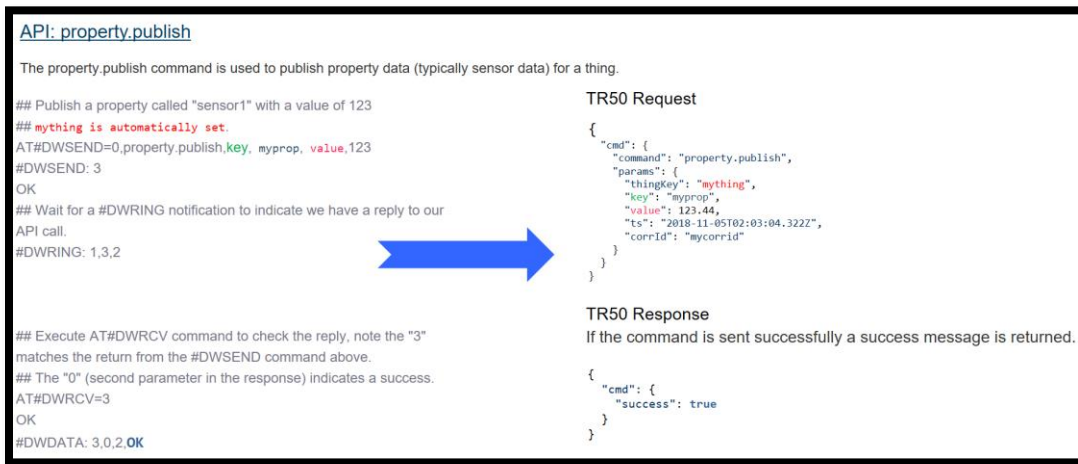 API: property.publish
The property.publish command is used to publish property data (typically sensor data) for a thing.
## Publish a property called "sensor1" with a value of 123
## mything is automatically set.
AT#DWSEND=0,property.publish,key, myprop, value,123
#DWSEND: 3
OK
## Wait for a #DWRING notification to indicate we have a reply to our
API call.
#DWRING: 1,3,2
## Execute AT#DWRCV command to check the reply, note the "3"
matches the return from the #DWSEND command above.
## The "0" (second parameter in the response) indicates a success.
AT#DWRCV=3
OK
#DWDATA: 3,0,2,OK
TR50 Request
{
"cmd": {
"command": "property.publish",
"params": {
"thingKey": "mything",
"key": "myprop",
"value": 123.44,
"ts": "2018-11-05T02:03:04.322Z",
"corrId": "mycorrid"
}
}
}
TR50 Response
If the command is sent successfully a success message is returned.
{
"cmd": {
"success": true
}
}